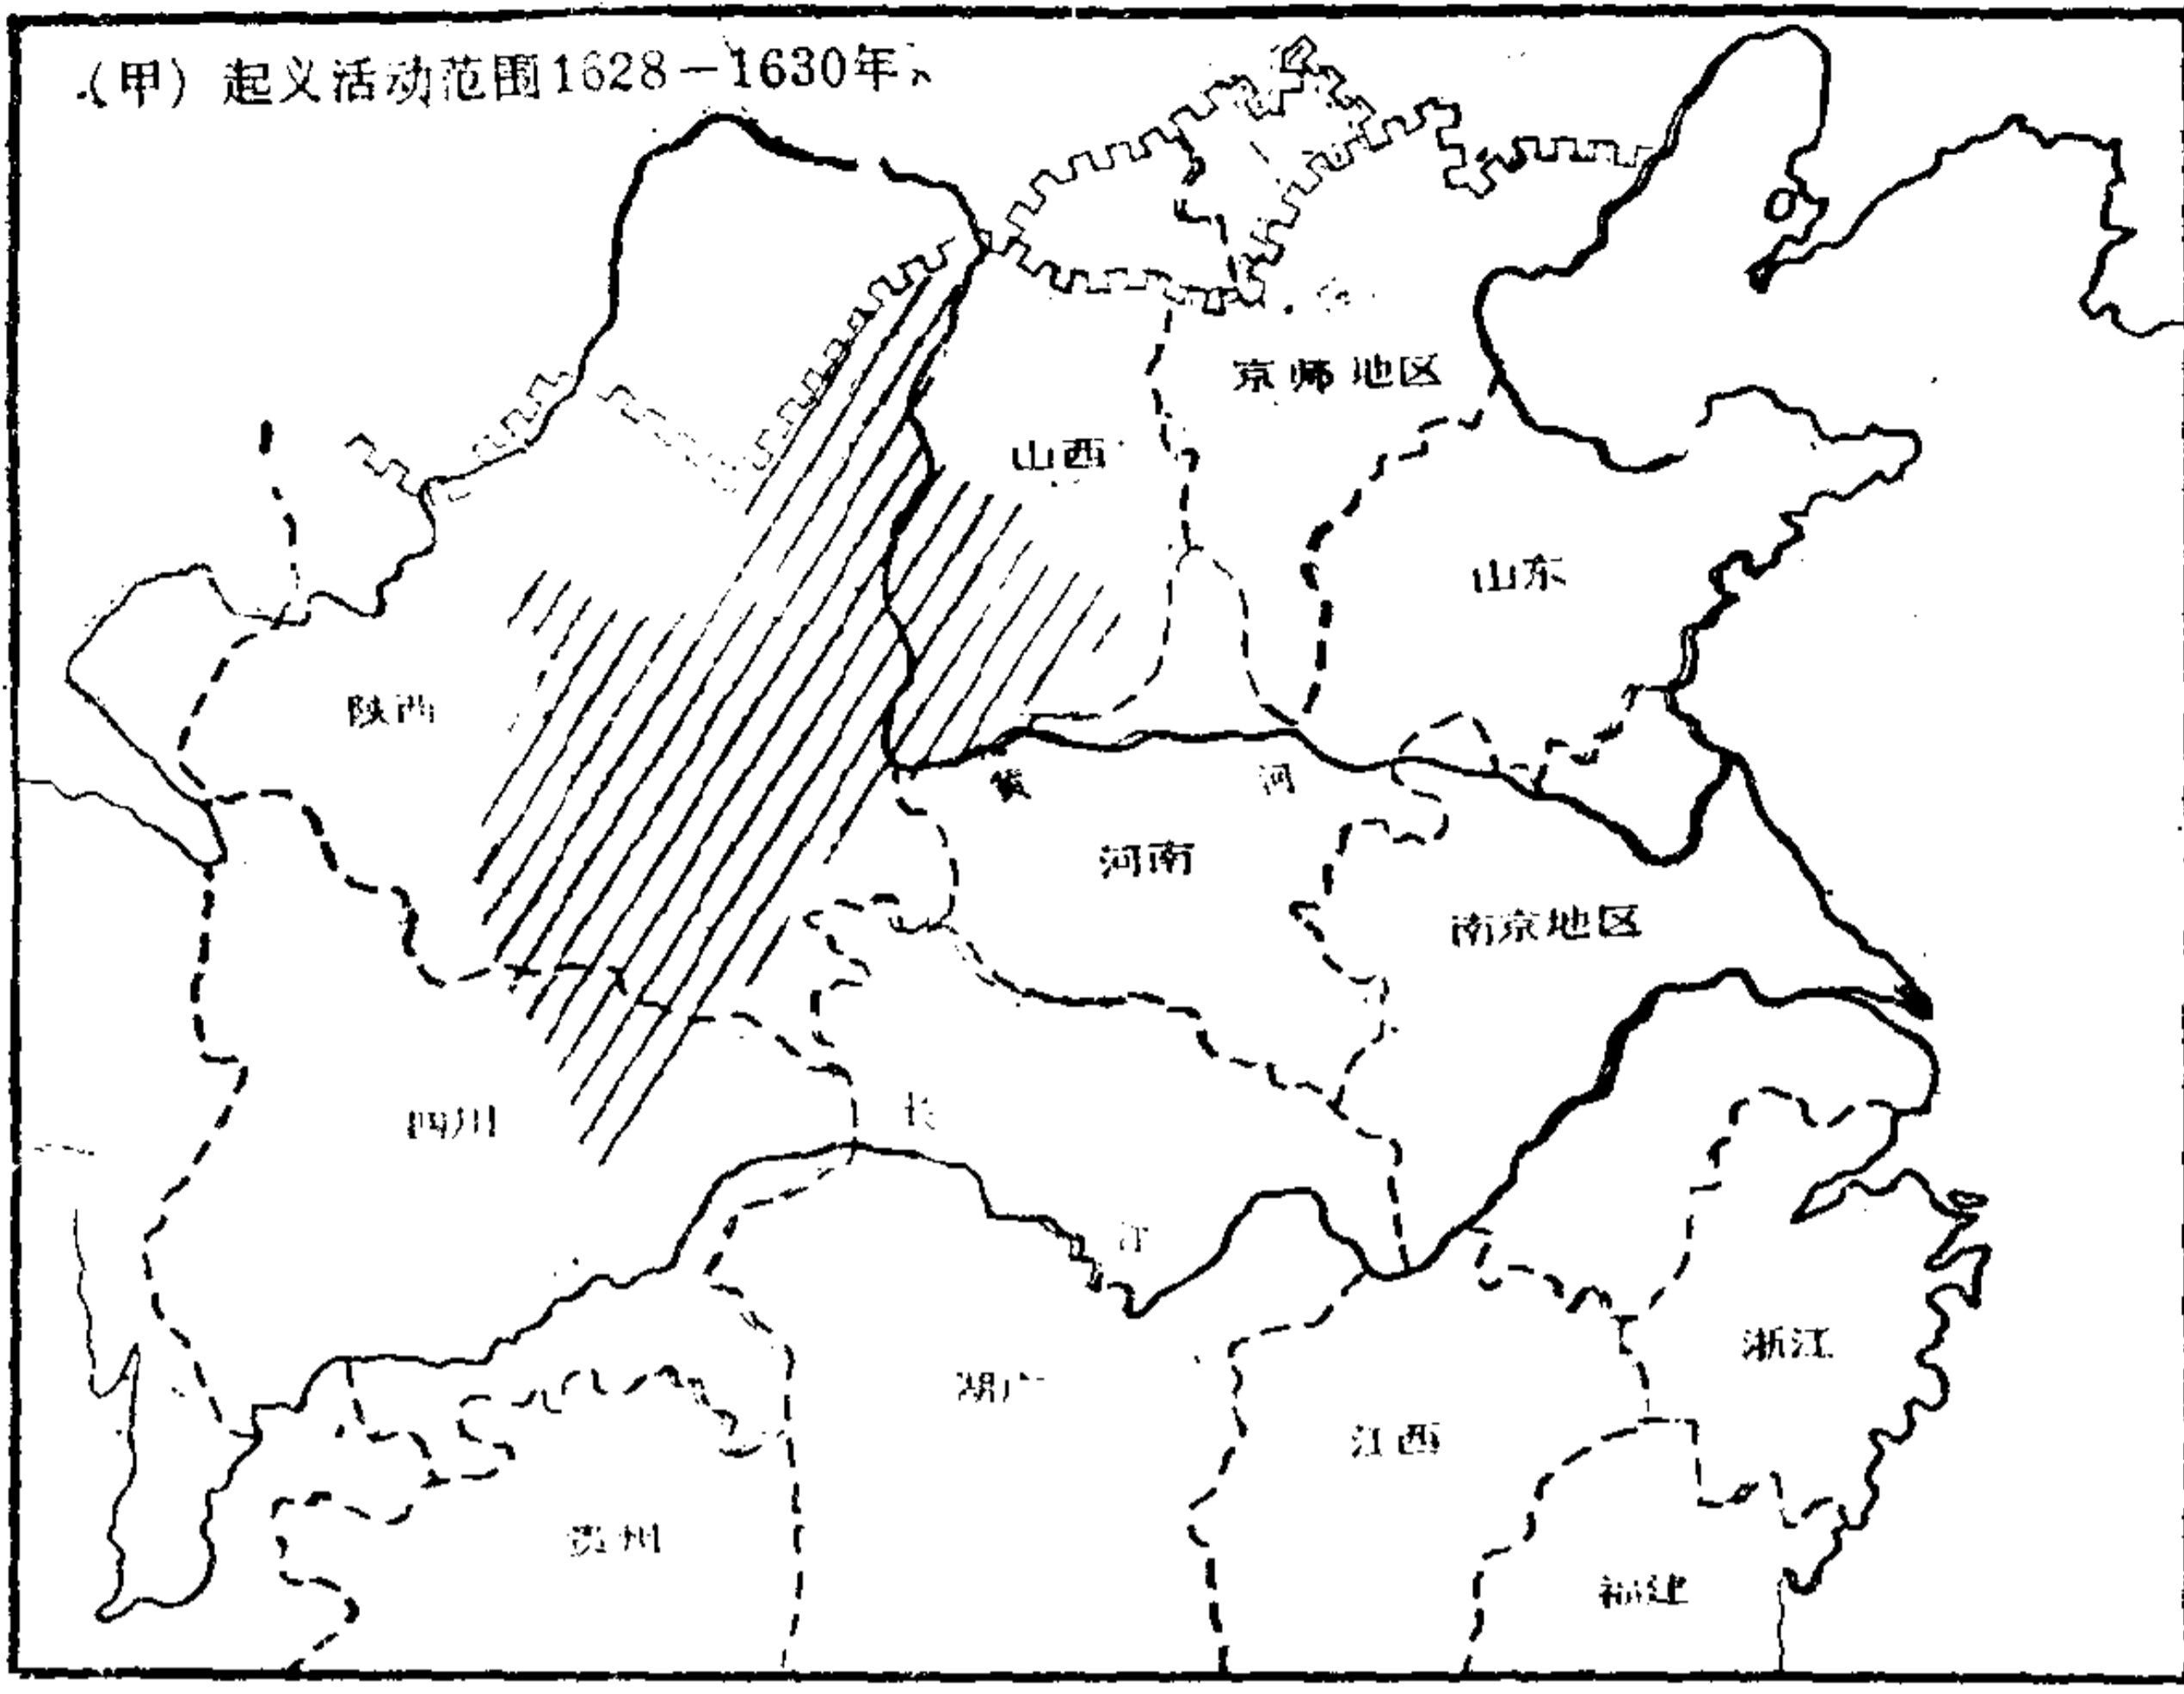 (甲) 起义活动范围1628－1630年
京师地区
山西
山东
陕西
黄河
河南
南京地区
四川
长江
浙江
湖广
江西
贵州
福建